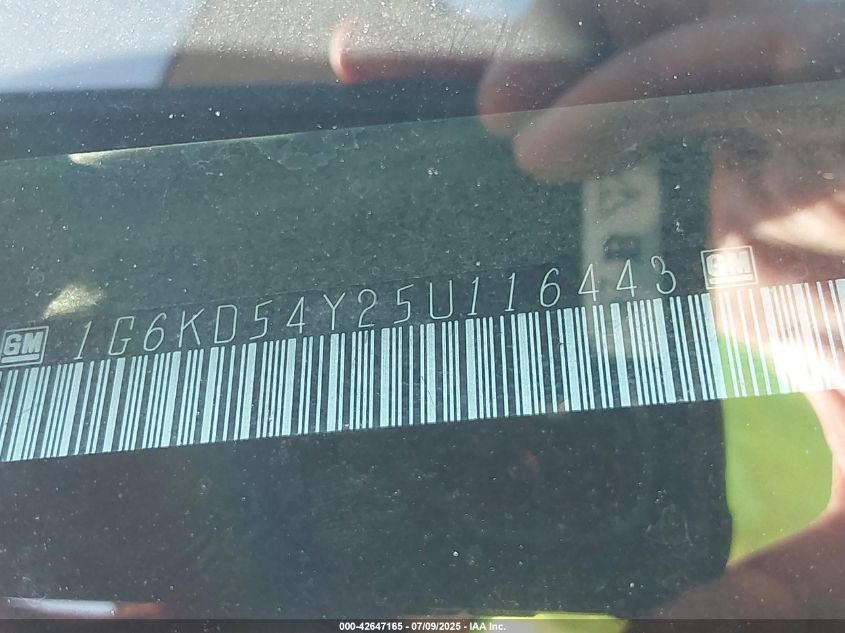 GM 1G6KD54Y25U116443 GM
000-42647165 - 07/09/2025 - IAA Inc.